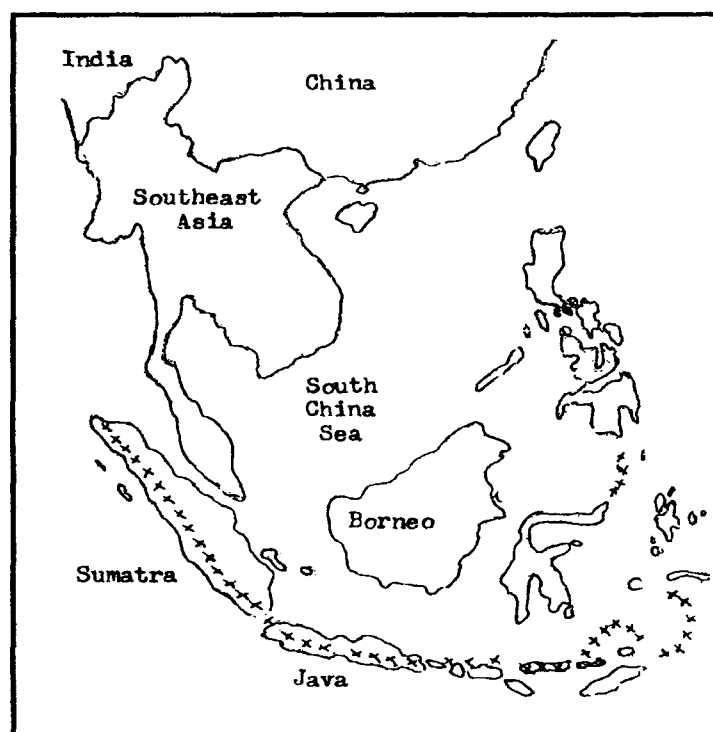 India
China
Southeast
Asia
South
China
Sea
Borneo
Sumatra
Java